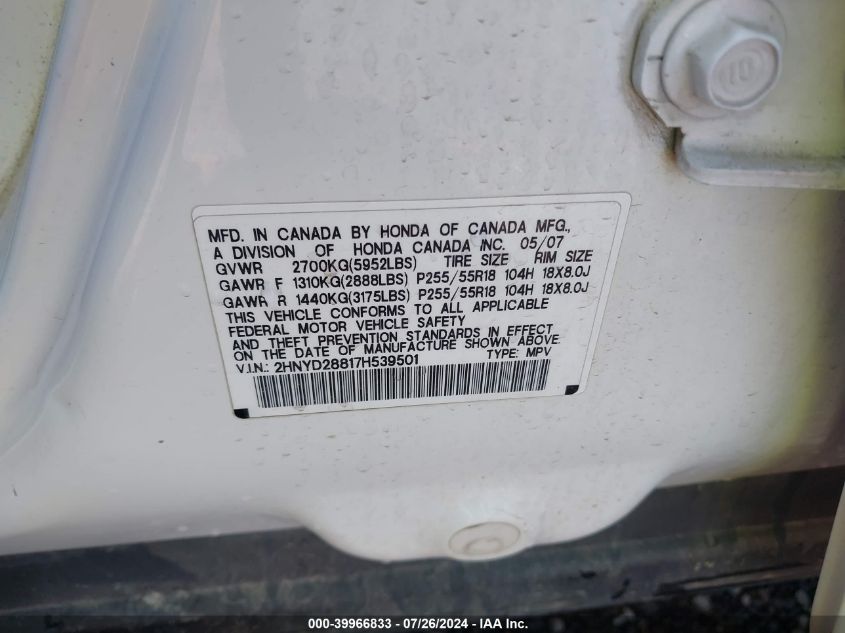 10
MFD. IN CANADA BY HONDA OF CANADA MFG.,
A DIVISION OF HONDA CANADA INC. 05/07
GVWR 2700KG(5952LBS) TIRE SIZE RIM SIZE
GAWR F 1310KG(2888LBS) P255/55R18 104H 18X8.0J
GAWR R 1440KG(3175LBS) P255/55R18 104H 18X8.0J
THIS VEHICLE CONFORMS TO ALL APPLICABLE
FEDERAL MOTOR VEHICLE SAFETY
AND THEFT PREVENTION STANDARDS IN EFFECT
ON THE DATE OF MANUFACTURE SHOWN ABOVE.
V.I.N.: 2HNYD28817H539501 TYPE: MPV
000-39966833 / 07/26/2024 / IAA Inc.